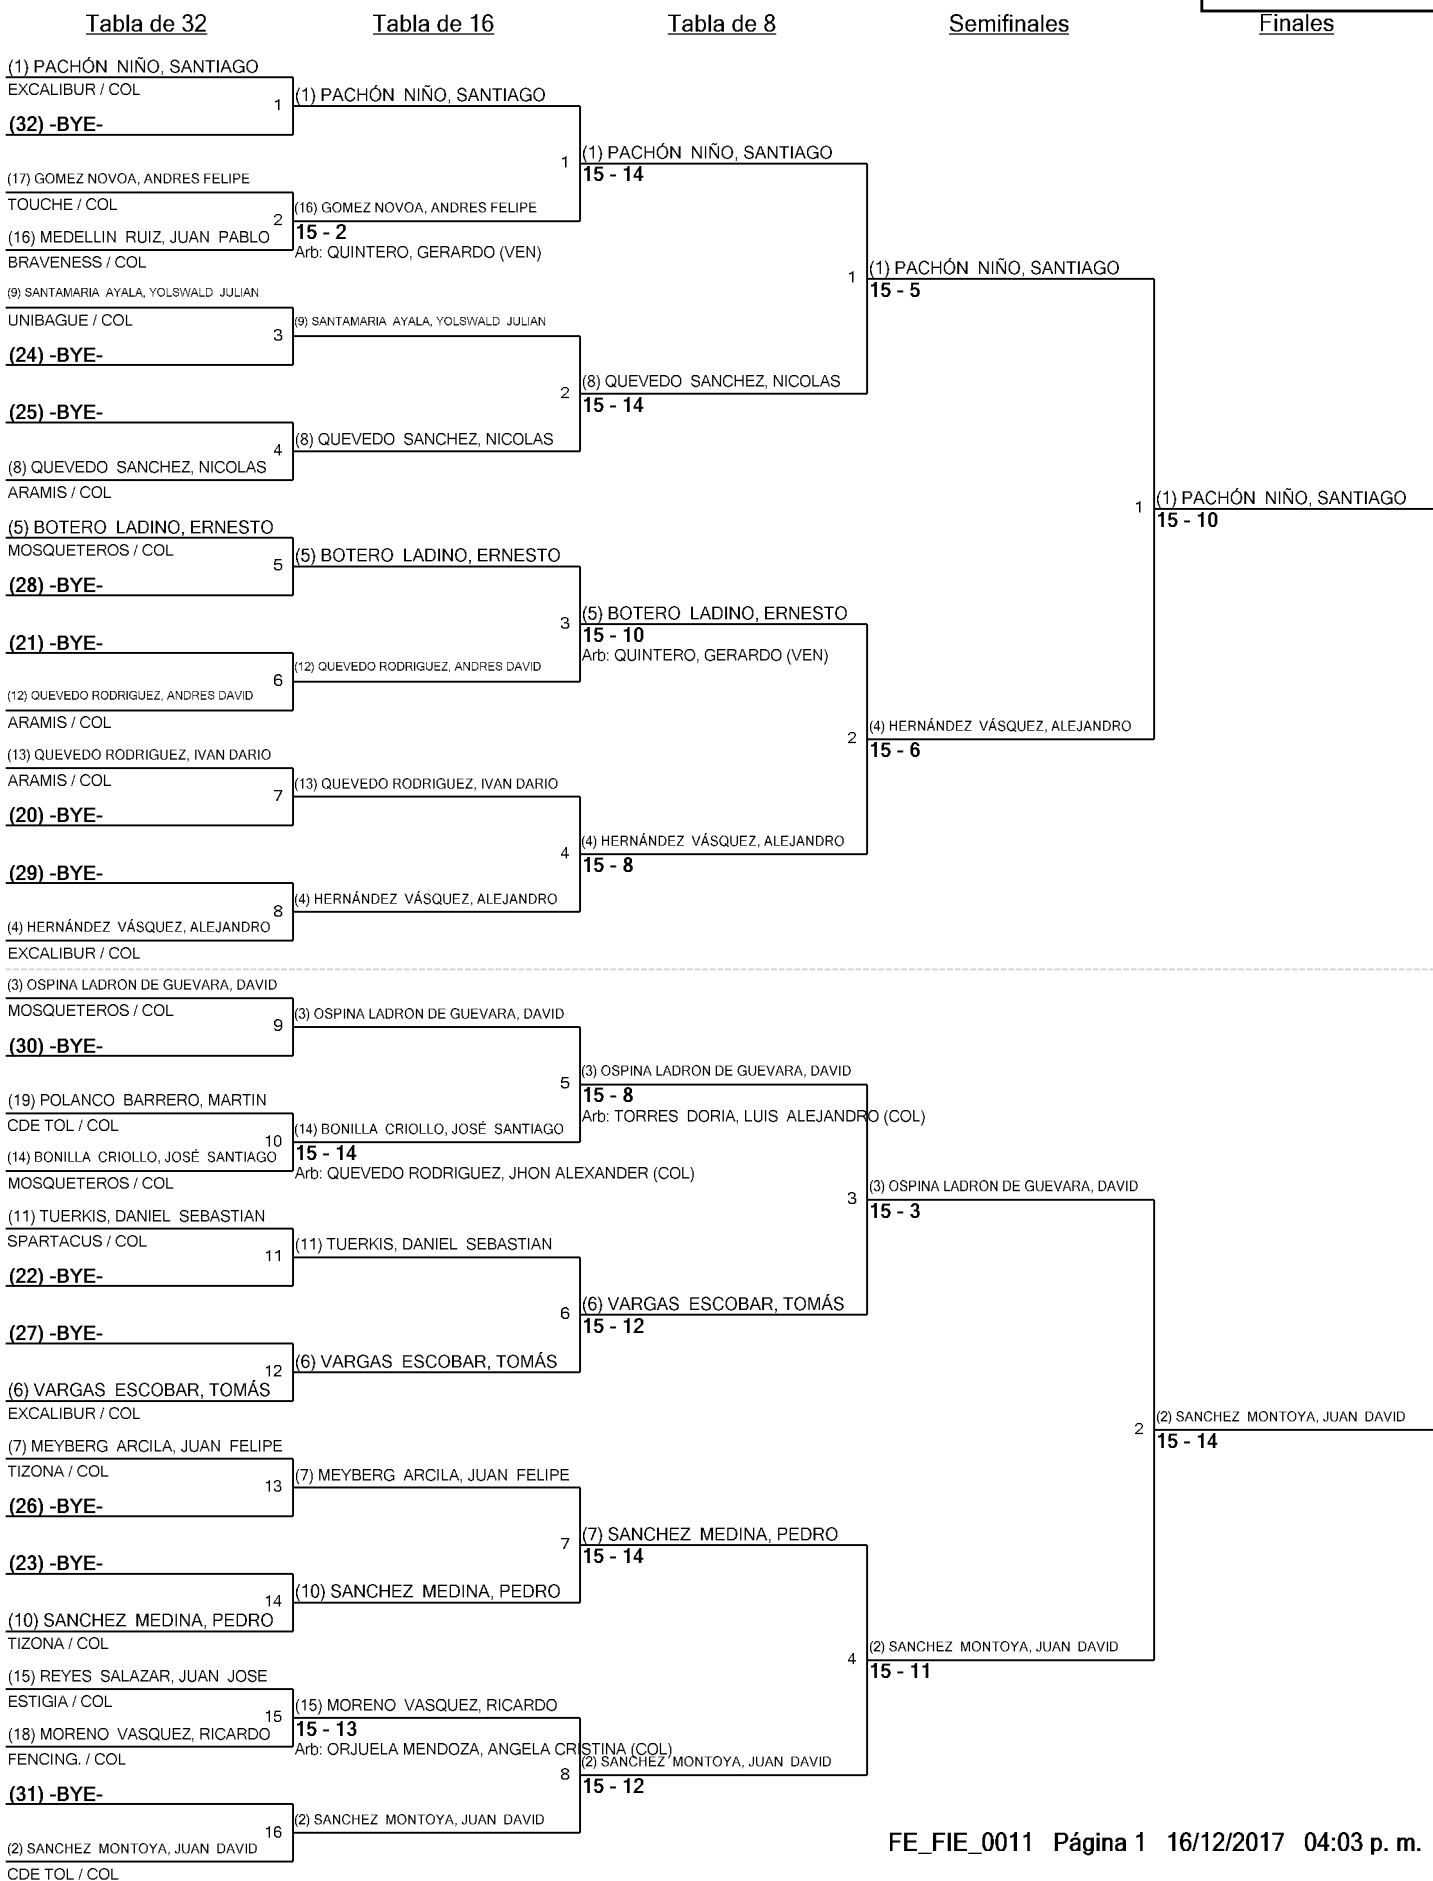 Tabla de 32
Tabla de 16
Tabla de 8
Semifinales
Finales
(1) PACHÓN NIÑO, SANTIAGO
EXCALIBUR / COL
1
(32) -BYE-
(17) GOMEZ NOVOA, ANDRES FELIPE
TOUCHE / COL
2
(16) MEDELLIN RUIZ, JUAN PABLO
BRAVENESS / COL
(9) SANTAMARIA AYALA, YOLSWALD JULIAN
UNIBAGUE / COL
3
(24) -BYE-
(25) -BYE-
4
(8) QUEVEDO SANCHEZ, NICOLAS
ARAMIS / COL
(5) BOTERO LADINO, ERNESTO
MOSQUETEROS / COL
5
(28) -BYE-
(21) -BYE-
6
(12) QUEVEDO RODRIGUEZ, ANDRES DAVID
ARAMIS / COL
(13) QUEVEDO RODRIGUEZ, IVAN DARIO
ARAMIS / COL
7
(20) -BYE-
(29) -BYE-
8
(4) HERNÁNDEZ VÁSQUEZ, ALEJANDRO
EXCALIBUR / COL
(3) OSPINA LADRON DE GUEVARA, DAVID
MOSQUETEROS / COL
9
(30) -BYE-
(19) POLANCO BARRERO, MARTIN
CDE TOL / COL
10
(14) BONILLA CRIOLLO, JOSÉ SANTIAGO
MOSQUETEROS / COL
(11) TUERKIS, DANIEL SEBASTIAN
SPARTACUS / COL
11
(22) -BYE-
(27) -BYE-
12
(6) VARGAS ESCOBAR, TOMÁS
EXCALIBUR / COL
(7) MEYBERG ARCILA, JUAN FELIPE
TIZONA / COL
13
(26) -BYE-
(23) -BYE-
14
(10) SANCHEZ MEDINA, PEDRO
TIZONA / COL
(15) REYES SALAZAR, JUAN JOSE
ESTIGIA / COL
15
(18) MORENO VASQUEZ, RICARDO
FENCING. / COL
(31) -BYE-
16
(2) SANCHEZ MONTOYA, JUAN DAVID
CDE TOL / COL
(1) PACHÓN NIÑO, SANTIAGO
1
(16) GOMEZ NOVOA, ANDRES FELIPE
15 - 2
Arb: QUINTERO, GERARDO (VEN)
(9) SANTAMARIA AYALA, YOLSWALD JULIAN
2
(8) QUEVEDO SANCHEZ, NICOLAS
(5) BOTERO LADINO, ERNESTO
3
(12) QUEVEDO RODRIGUEZ, ANDRES DAVID
(13) QUEVEDO RODRIGUEZ, IVAN DARIO
4
(4) HERNÁNDEZ VÁSQUEZ, ALEJANDRO
(3) OSPINA LADRON DE GUEVARA, DAVID
5
(14) BONILLA CRIOLLO, JOSÉ SANTIAGO
15 - 14
Arb: QUEVEDO RODRIGUEZ, JHON ALEXANDER (COL)
(11) TUERKIS, DANIEL SEBASTIAN
6
(6) VARGAS ESCOBAR, TOMÁS
(7) MEYBERG ARCILA, JUAN FELIPE
7
(10) SANCHEZ MEDINA, PEDRO
(15) MORENO VASQUEZ, RICARDO
15 - 13
Arb: ORJUELA MENDOZA, ANGELA CRISTINA (COL)
8
(2) SANCHEZ MONTOYA, JUAN DAVID
(1) PACHÓN NIÑO, SANTIAGO
15 - 14
1
(8) QUEVEDO SANCHEZ, NICOLAS
15 - 14
(5) BOTERO LADINO, ERNESTO
15 - 10
Arb: QUINTERO, GERARDO (VEN)
2
(4) HERNÁNDEZ VÁSQUEZ, ALEJANDRO
15 - 8
(3) OSPINA LADRON DE GUEVARA, DAVID
15 - 8
Arb: TORRES DORIA, LUIS ALEJANDRO (COL)
3
(6) VARGAS ESCOBAR, TOMÁS
15 - 12
(7) SANCHEZ MEDINA, PEDRO
15 - 14
4
(2) SANCHEZ MONTOYA, JUAN DAVID
15 - 12
(1) PACHÓN NIÑO, SANTIAGO
15 - 5
1
(4) HERNÁNDEZ VÁSQUEZ, ALEJANDRO
15 - 6
(3) OSPINA LADRON DE GUEVARA, DAVID
15 - 3
2
(2) SANCHEZ MONTOYA, JUAN DAVID
15 - 11
(1) PACHÓN NIÑO, SANTIAGO
15 - 10
(2) SANCHEZ MONTOYA, JUAN DAVID
15 - 14
FE_FIE_0011 Página 1 16/12/2017 04:03 p. m.